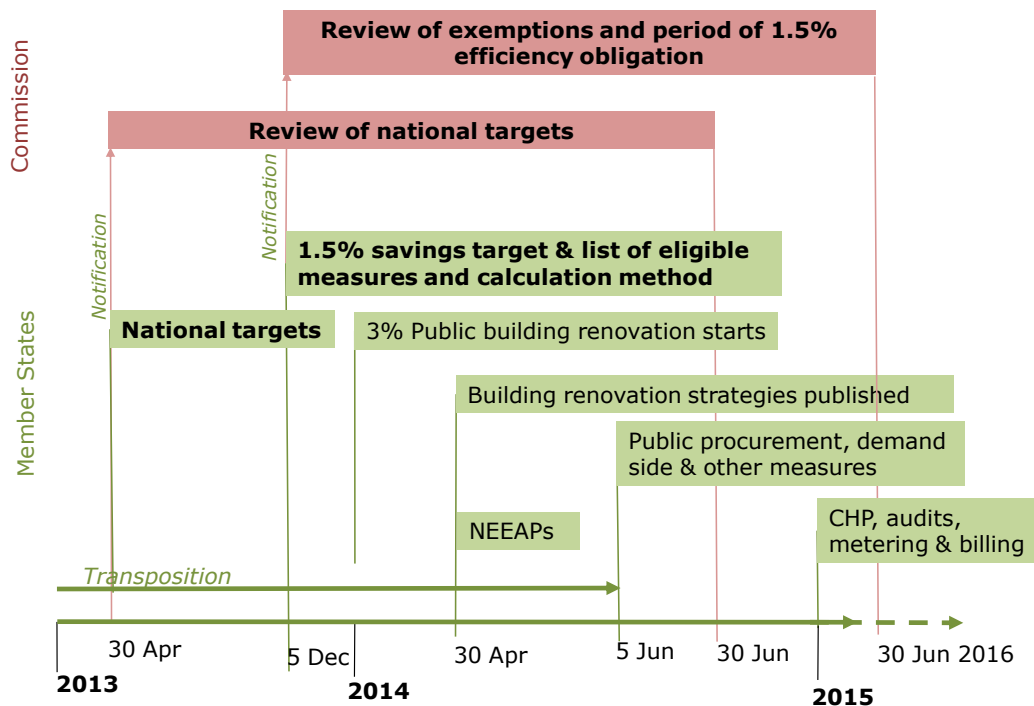 Commission
Review of exemptions and period of 1.5%
efficiency obligation
Review of national targets
Notification
Notification
Member States
1.5% savings target & list of eligible
measures and calculation method
National targets
3% Public building renovation starts
Building renovation strategies published
Public procurement, demand
side & other measures
NEEAPs
CHP, audits,
metering & billing
Transposition
30 Apr
5 Dec
30 Apr
5 Jun
30 Jun
30 Jun 2016
2013
2014
2015